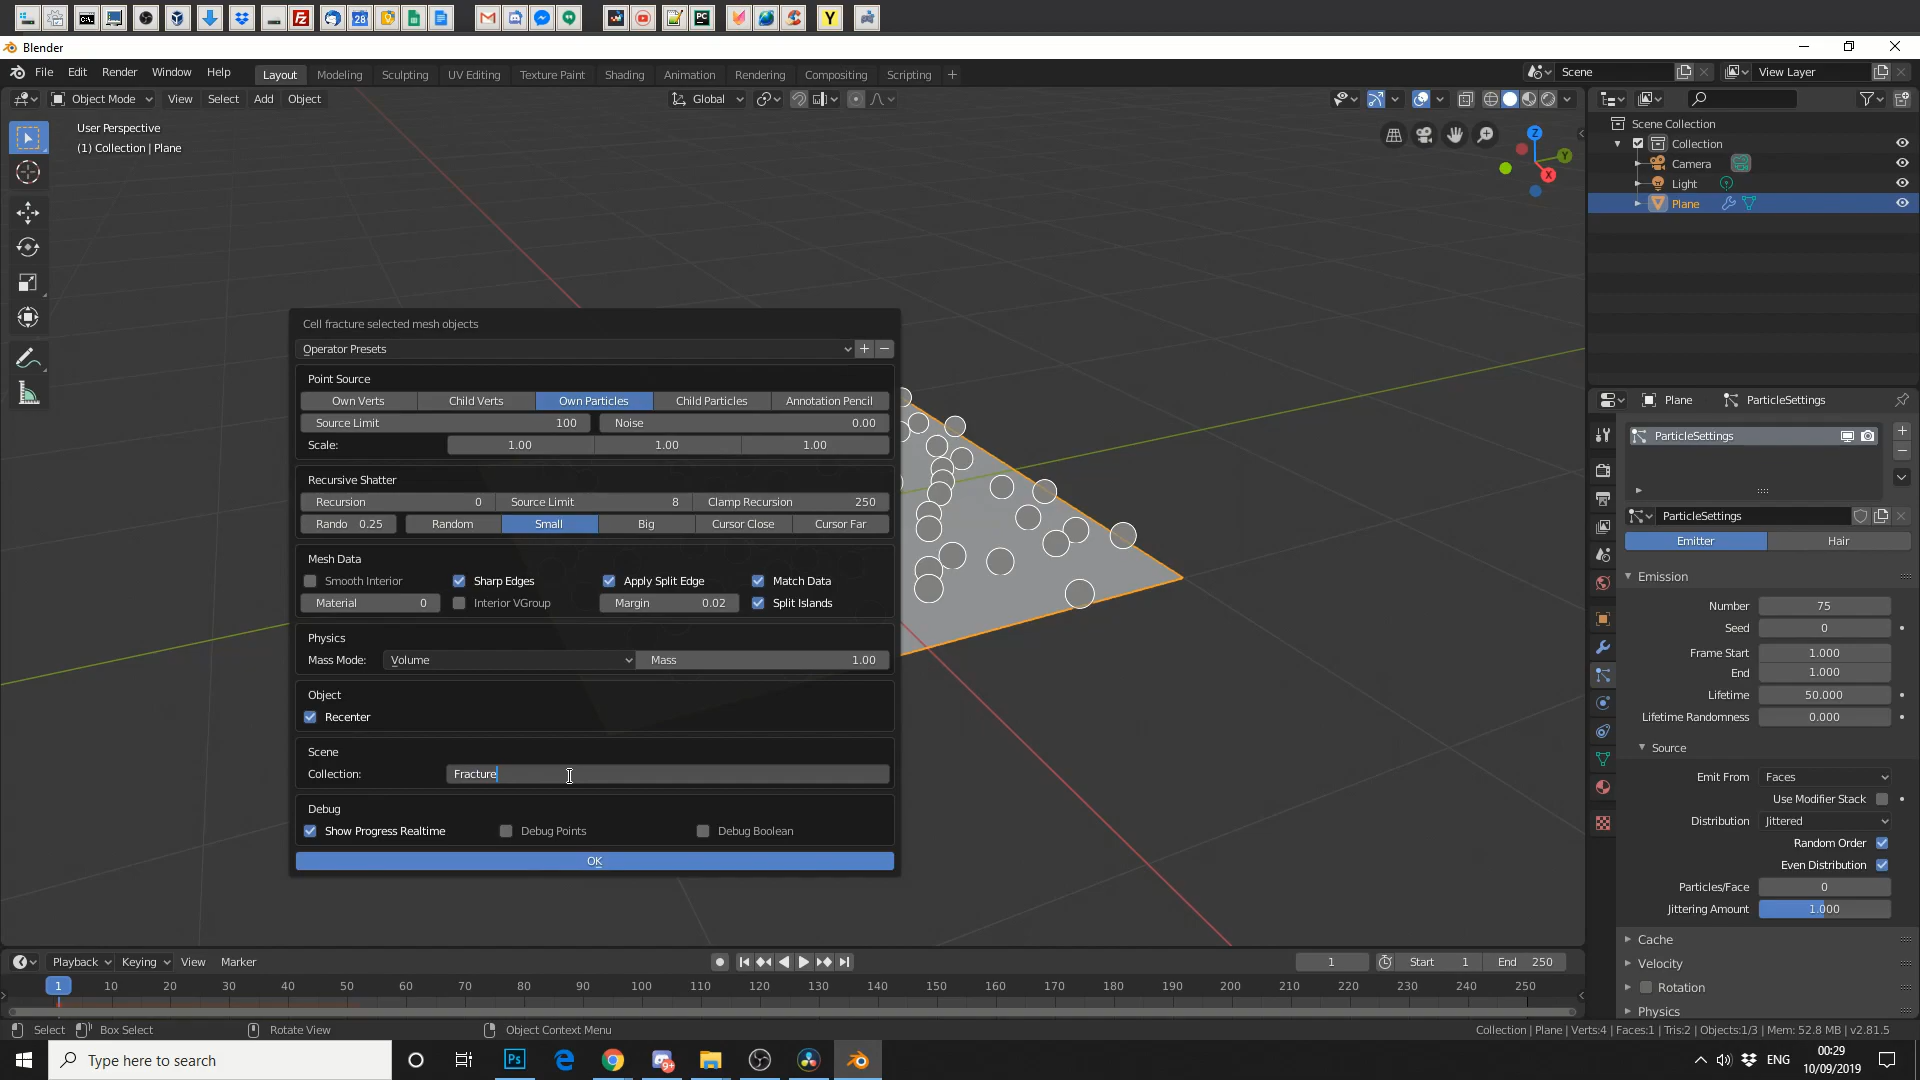 Blender
File Edit Render Window Help
Layout Modeling Sculpting UV Editing Texture Paint Shading Animation Rendering Compositing Scripting +
Scene
View Layer
Object Mode View Select Add Object
Global
User Perspective
(1) Collection | Plane
Z
Y
X
Scene Collection
Collection
Camera
Light
Plane
Cell fracture selected mesh objects
Operator Presets
Point Source
Own Verts Child Verts Own Particles Child Particles Annotation Pencil
Source Limit 100 Noise 0.00
Scale: 1.00 1.00 1.00
Recursive Shatter
Recursion 0 Source Limit 8 Clamp Recursion 250
Rando 0.25 Random Small Big Cursor Close Cursor Far
Mesh Data
Smooth Interior Sharp Edges Apply Split Edge Match Data
Material 0 Interior VGroup Margin 0.02 Split Islands
Physics
Mass Mode: Volume Mass 1.00
Object
Recenter
Scene
Collection: Fracture
Debug
Show Progress Realtime Debug Points Debug Boolean
OK
Plane ParticleSettings
ParticleSettings
ParticleSettings
Emitter Hair
Emission
Number 75
Seed 0
Frame Start 1.000
End 1.000
Lifetime 50.000
Lifetime Randomness 0.000
Source
Emit From Faces
Use Modifier Stack
Distribution Jittered
Random Order
Even Distribution
Particles/Face 0
Jittering Amount 1.000
Cache
Velocity
Rotation
Physics
Playback Keying View Marker
1 Start 1 End 250
1 10 20 30 40 50 60 70 80 90 100 110 120 130 140 150 160 170 180 190 200 210 220 230 240 250
Select Box Select Rotate View Object Context Menu
Collection | Plane | Verts:4 | Faces:1 | Tris:2 | Objects:1/3 | Mem: 52.8 MB | v2.81.5
Type here to search
ENG
00:29
10/09/2019